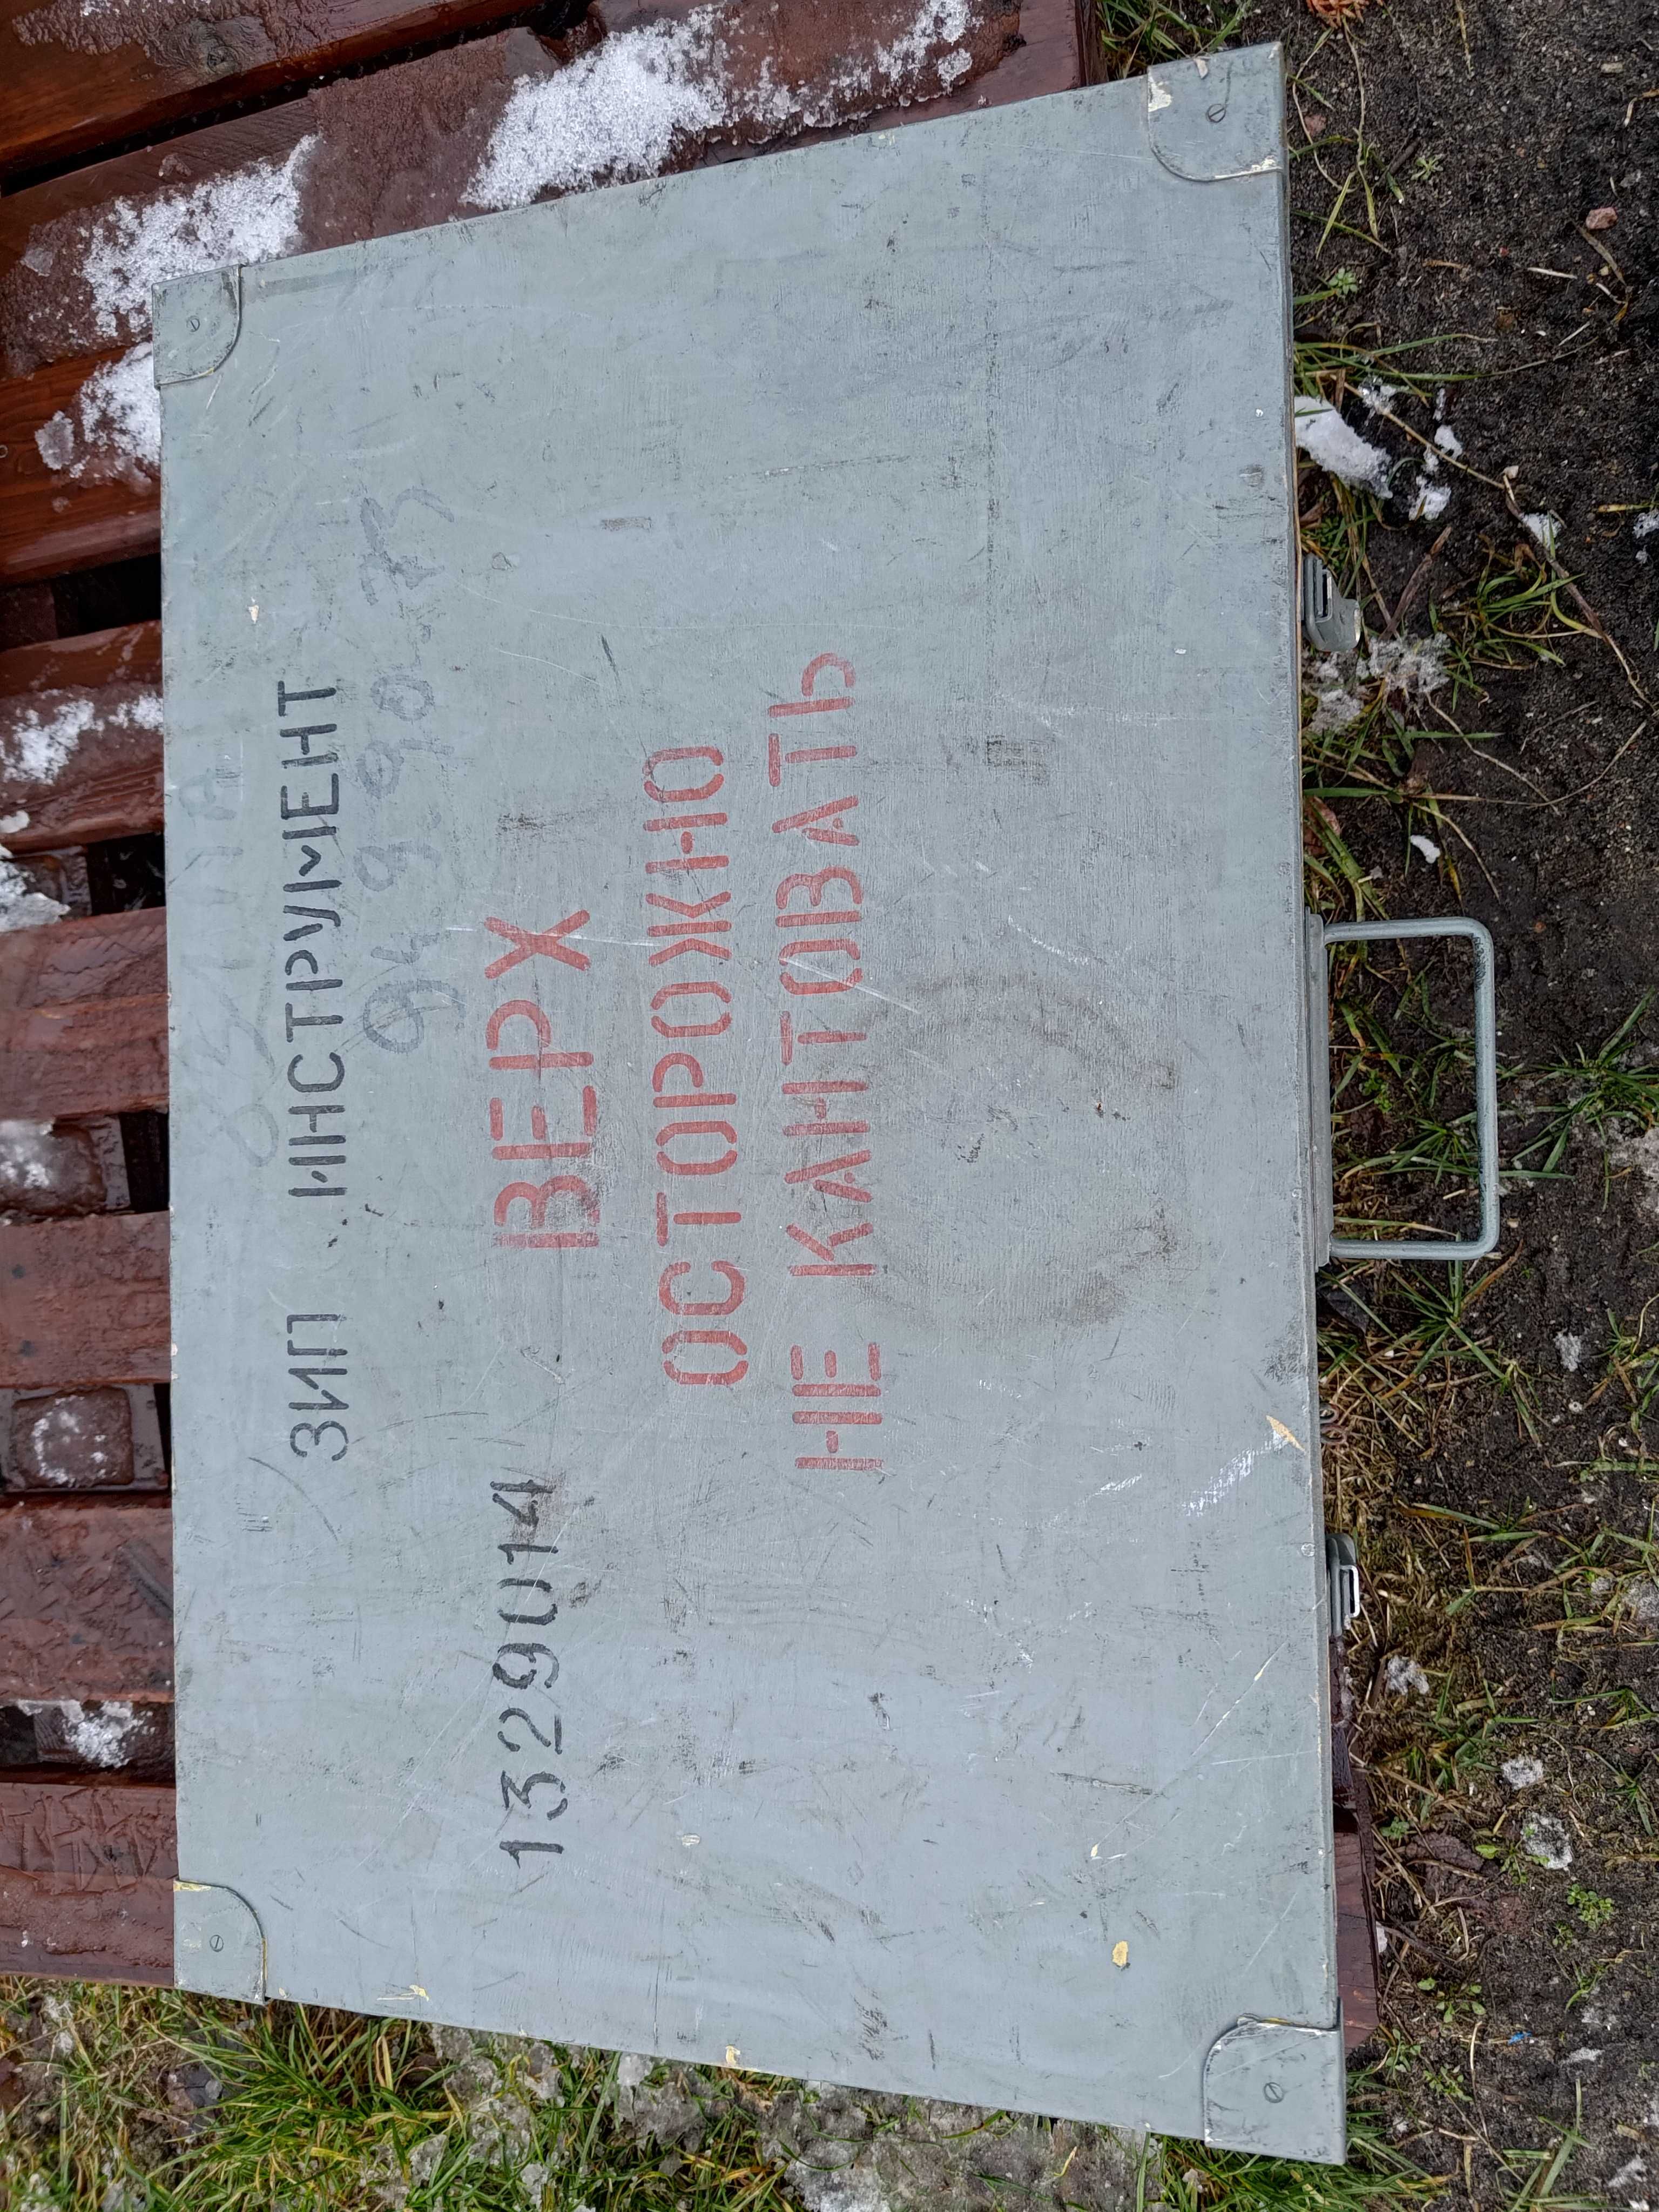 ЗИП ИНСТРУМЕНТ
ВЕРХ
1329014
ОСТОРОЖНО
НЕ КАНТОВАТЬ